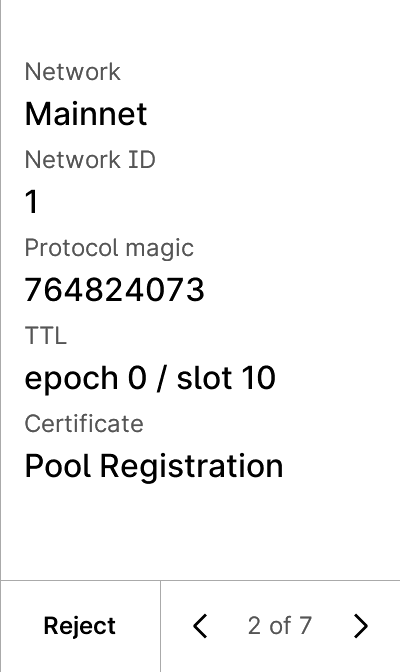 Network
Mainnet
Network ID
1
Protocol magic
764824073
TTL
epoch 0 / slot 10
Certificate
Pool Registration
Reject
2 of 7